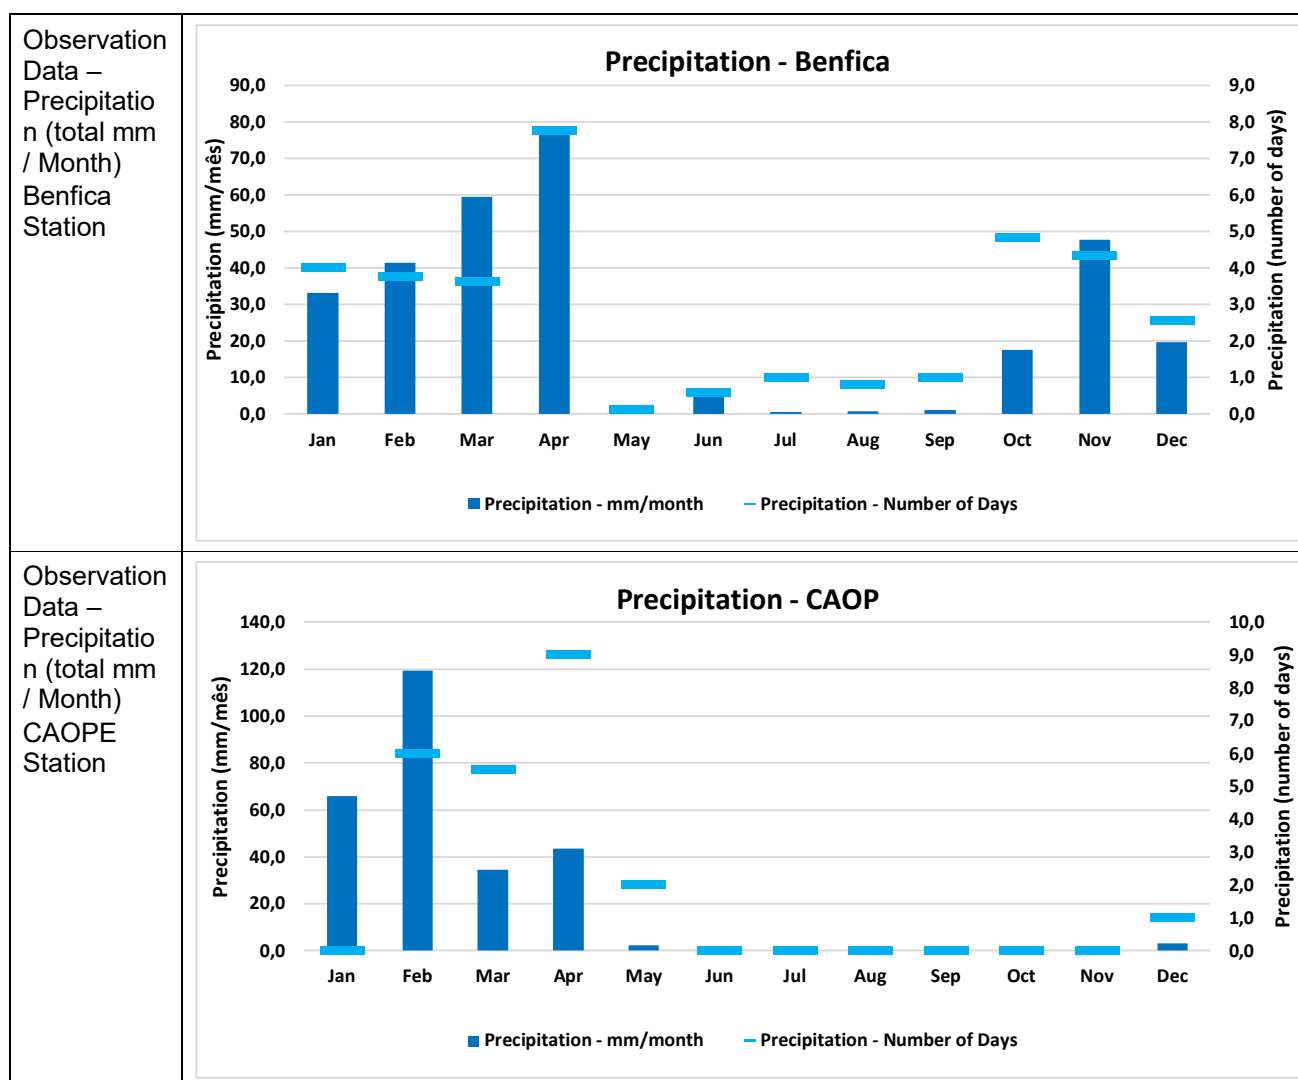 Observation
Data –
Precipitatio
n (total mm
/ Month)
Benfica
Station
Precipitation - Benfica
Precipitation (mm/mês)
90,0
80,0
70,0
60,0
50,0
40,0
30,0
20,0
10,0
0,0
9,0
8,0
7,0
6,0
5,0
4,0
3,0
2,0
1,0
0,0
Precipitation (number of days)
Jan Feb Mar Apr May Jun Jul Aug Sep Oct Nov Dec
Precipitation - mm/month Precipitation - Number of Days
Observation
Data –
Precipitatio
n (total mm
/ Month)
CAOPE
Station
Precipitation - CAOP
Precipitation (mm/mês)
140,0
120,0
100,0
80,0
60,0
40,0
20,0
0,0
10,0
9,0
8,0
7,0
6,0
5,0
4,0
3,0
2,0
1,0
0,0
Precipitation (number of days)
Jan Feb Mar Apr May Jun Jul Aug Sep Oct Nov Dec
Precipitation - mm/month Precipitation - Number of Days